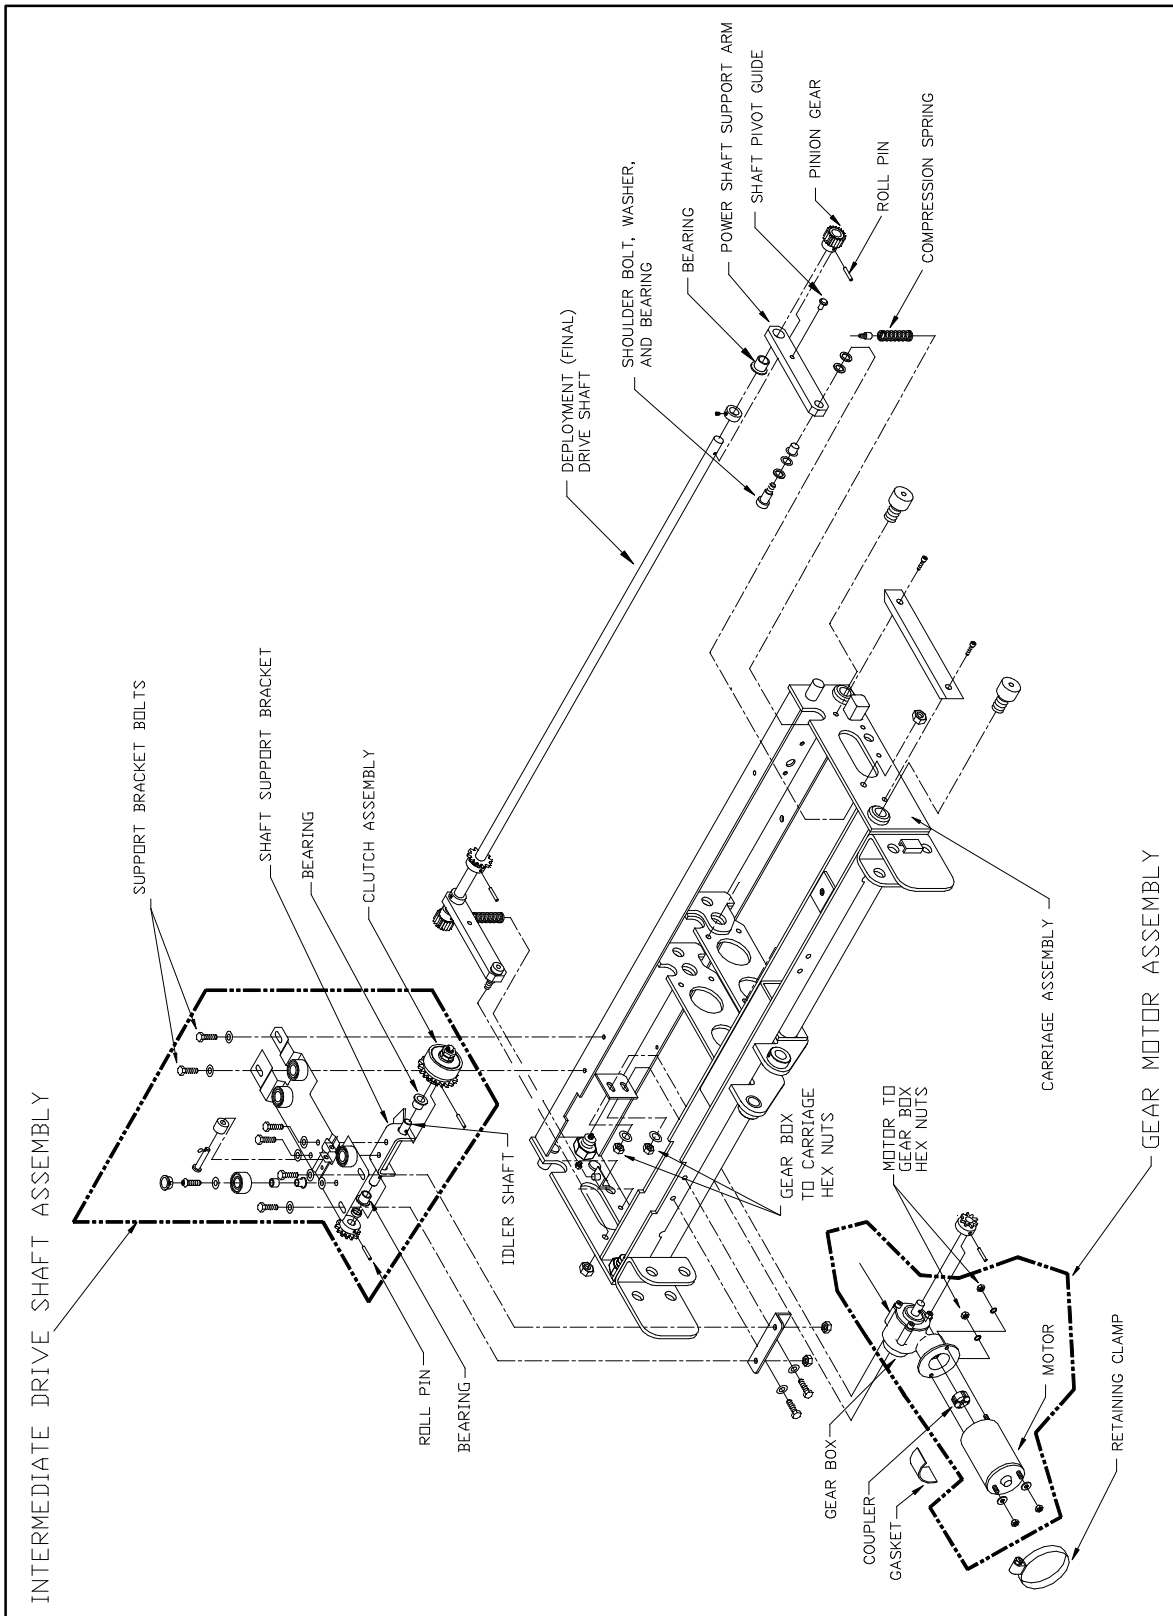 INTERMEDIATE DRIVE SHAFT ASSEMBLY
SUPPORT BRACKET BOLTS
SHAFT SUPPORT BRACKET
BEARING
CLUTCH ASSEMBLY
ROLL PIN
BEARING
IDLER SHAFT
DEPLOYMENT (FINAL)
DRIVE SHAFT
SHOULDER BOLT, WASHER,
AND BEARING
BEARING
POWER SHAFT SUPPORT ARM
SHAFT PIVOT GUIDE
PINION GEAR
ROLL PIN
COMPRESSION SPRING
GEAR BOX
TO CARRIAGE
HEX NUTS
MOTOR TO
GEAR BOX
HEX NUTS
CARRIAGE ASSEMBLY
GEAR MOTOR ASSEMBLY
GEAR BOX
COUPLER
GASKET
MOTOR
RETAINING CLAMP